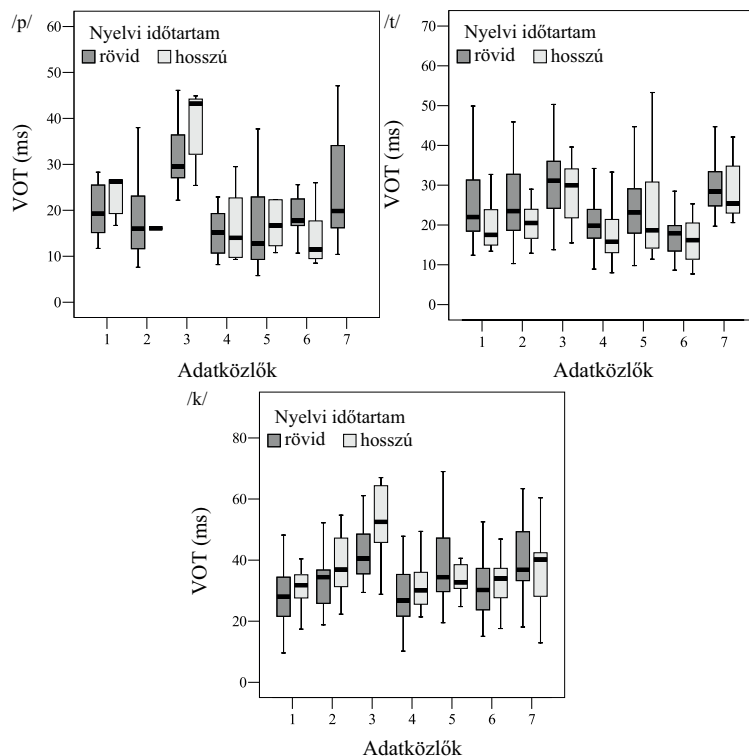 /p/
Nyelvi időtartam
rövid hosszú
VOT (ms)
60
50
40
30
20
10
0
1 2 3 4 5 6 7
Adatközlők
/t/
Nyelvi időtartam
rövid hosszú
VOT (ms)
70
60
50
40
30
20
10
0
1 2 3 4 5 6 7
Adatközlők
/k/
Nyelvi időtartam
rövid hosszú
VOT (ms)
80
60
40
20
0
1 2 3 4 5 6 7
Adatközlők